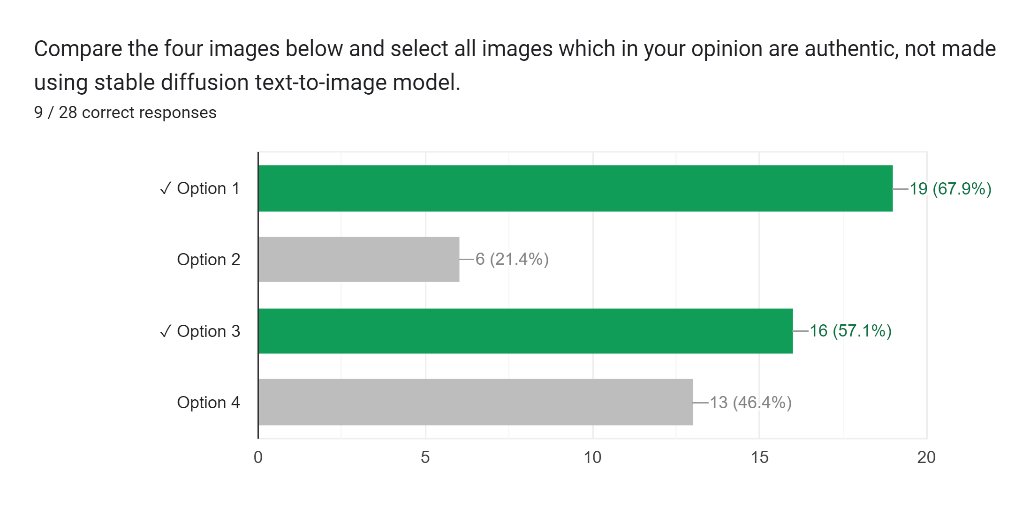 Compare the four images below and select all images which in your opinion are authentic, not made
using stable diffusion text-to-image model.
9 / 28 correct responses
✓ Option 1
19 (67.9%)
Option 2
6 (21.4%)
✓ Option 3
16 (57.1%)
Option 4
13 (46.4%)
0 5 10 15 20